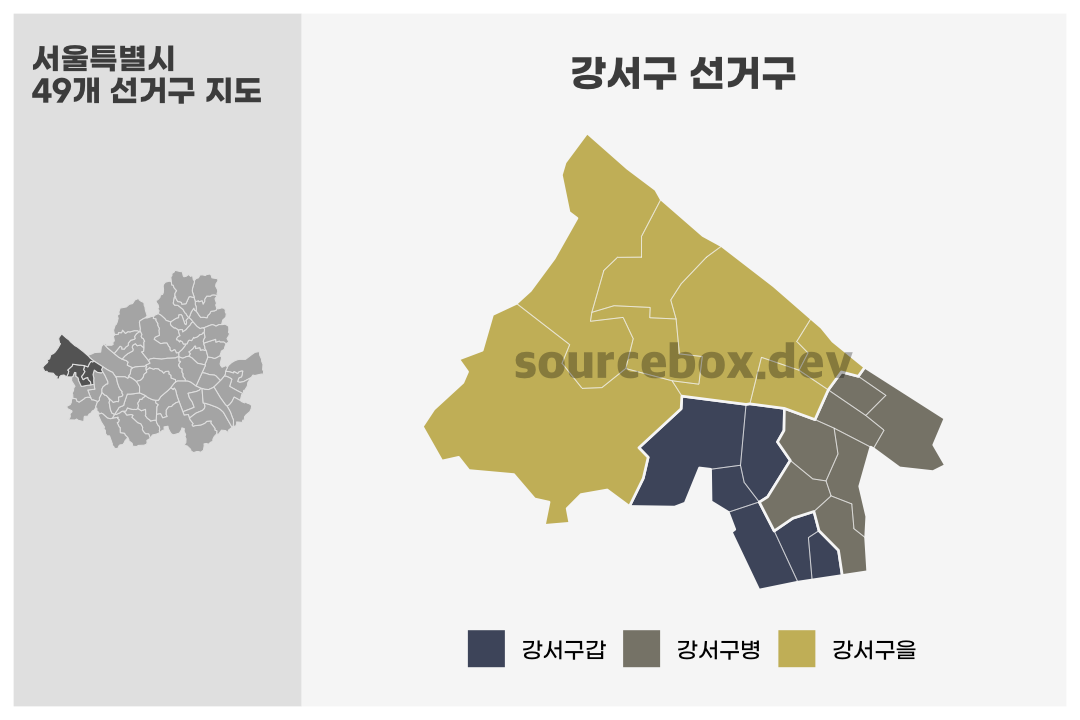 서울특별시
49개 선거구 지도
강서구 선거구
sourcebox.dev
강서구갑
강서구병
강서구을